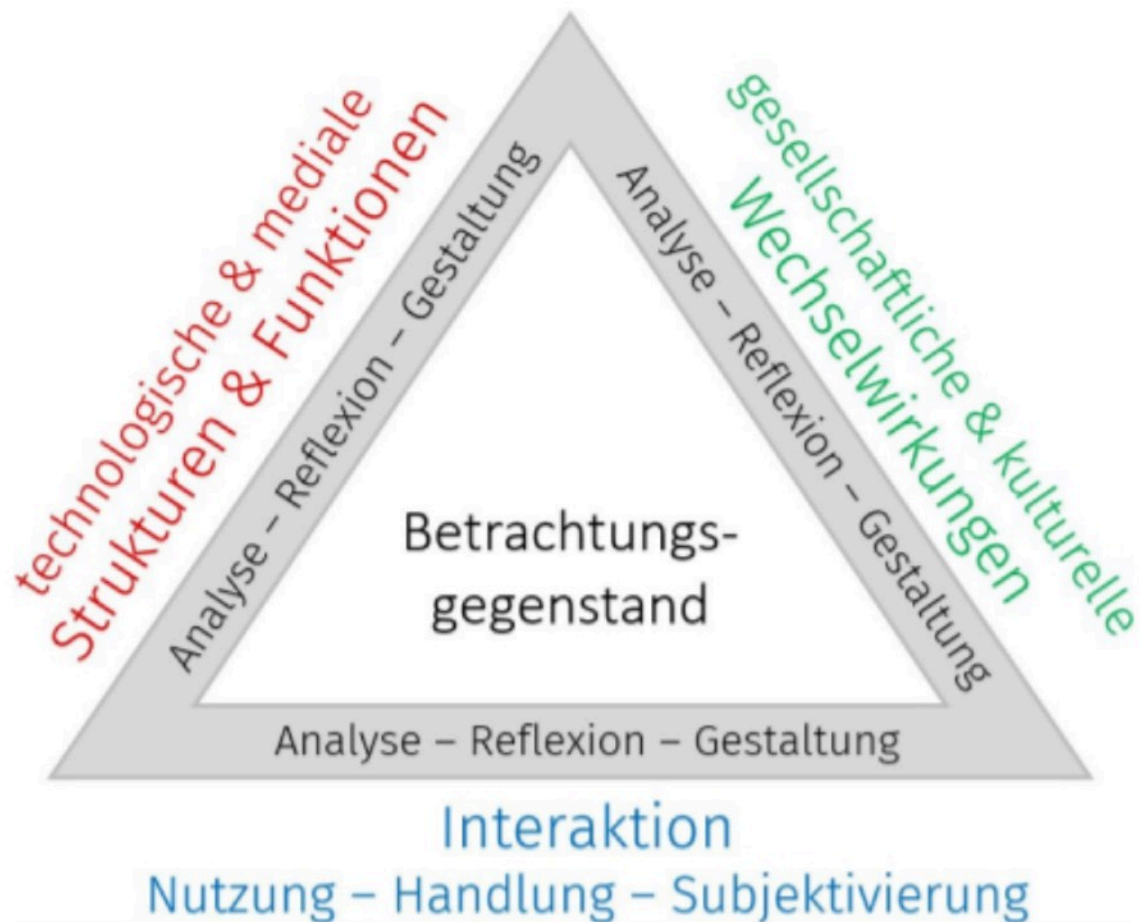 technologische & mediale
Strukturen & Funktionen
Analyse – Reflexion – Gestaltung
gesellschaftliche & kulturelle
Wechselwirkungen
Analyse – Reflexion – Gestaltung
Betrachtungs-
gegenstand
Analyse – Reflexion – Gestaltung
Interaktion
Nutzung – Handlung – Subjektivierung